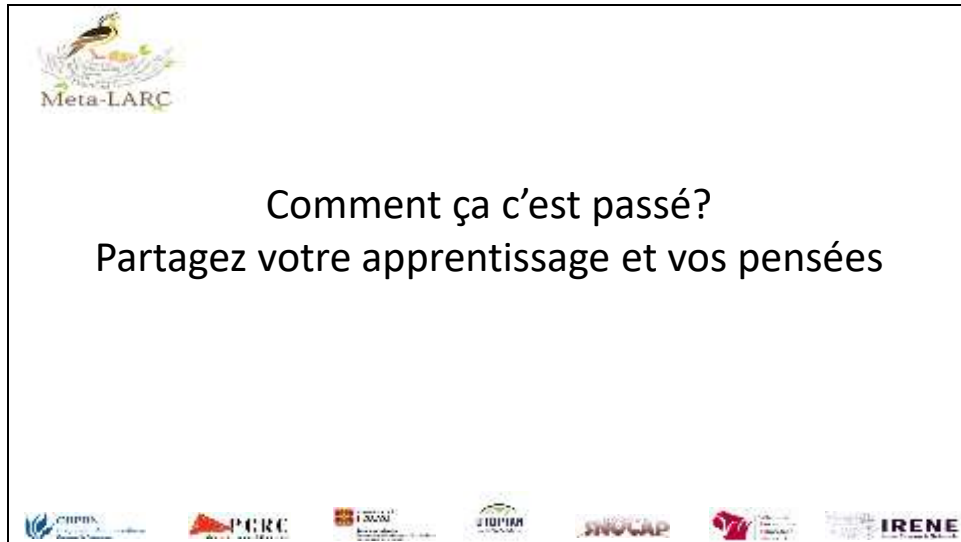 Meta-LARC
Comment ça c’est passé?
Partagez votre apprentissage et vos pensées
PCRC
SNOCAP
IRENE